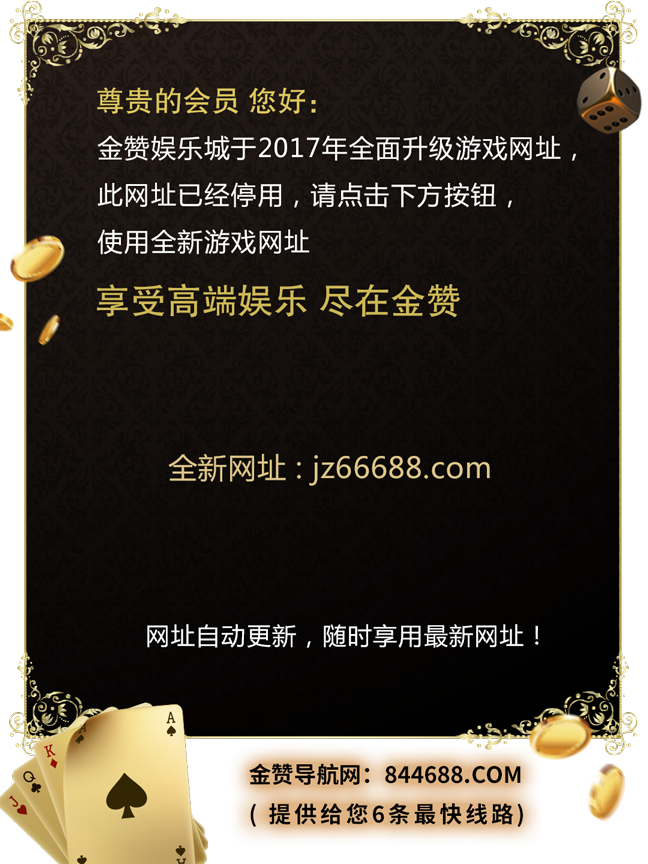 尊贵的会员 您好：
金赞娱乐城于2017年全面升级游戏网址，
此网址已经停用，请点击下方按钮，
使用全新游戏网址
享受高端娱乐 尽在金赞
全新网址：jz66688.com
网址自动更新，随时享用最新网址！
A
K
Q
J
A
金赞导航网：844688.COM
( 提供给您6条最快线路)